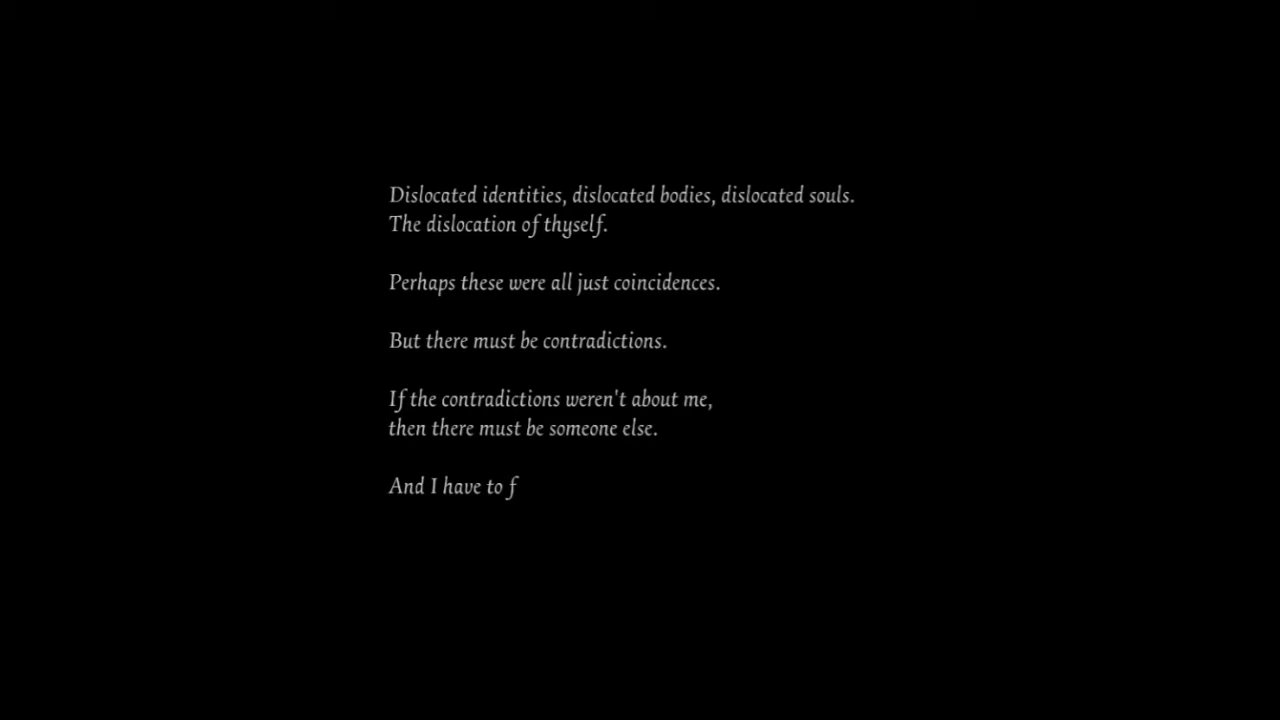 Dislocated identities, dislocated bodies, dislocated souls.
The dislocation of thyself.
Perhaps these were all just coincidences.
But there must be contradictions.
If the contradictions weren't about me,
then there must be someone else.
And I have to f